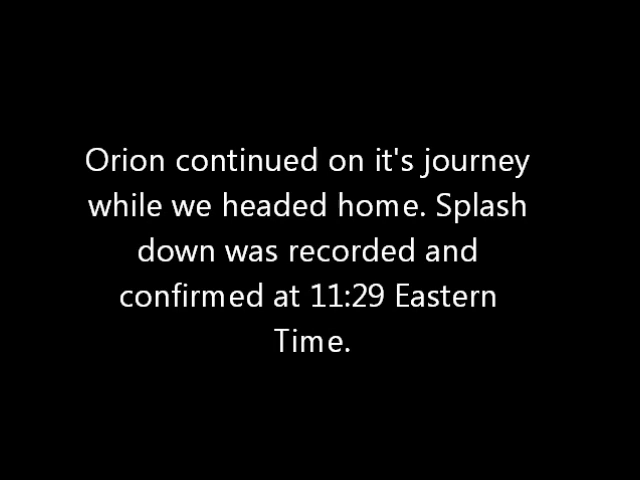 Orion continued on it's journey
while we headed home. Splash
down was recorded and
confirmed at 11:29 Eastern
Time.